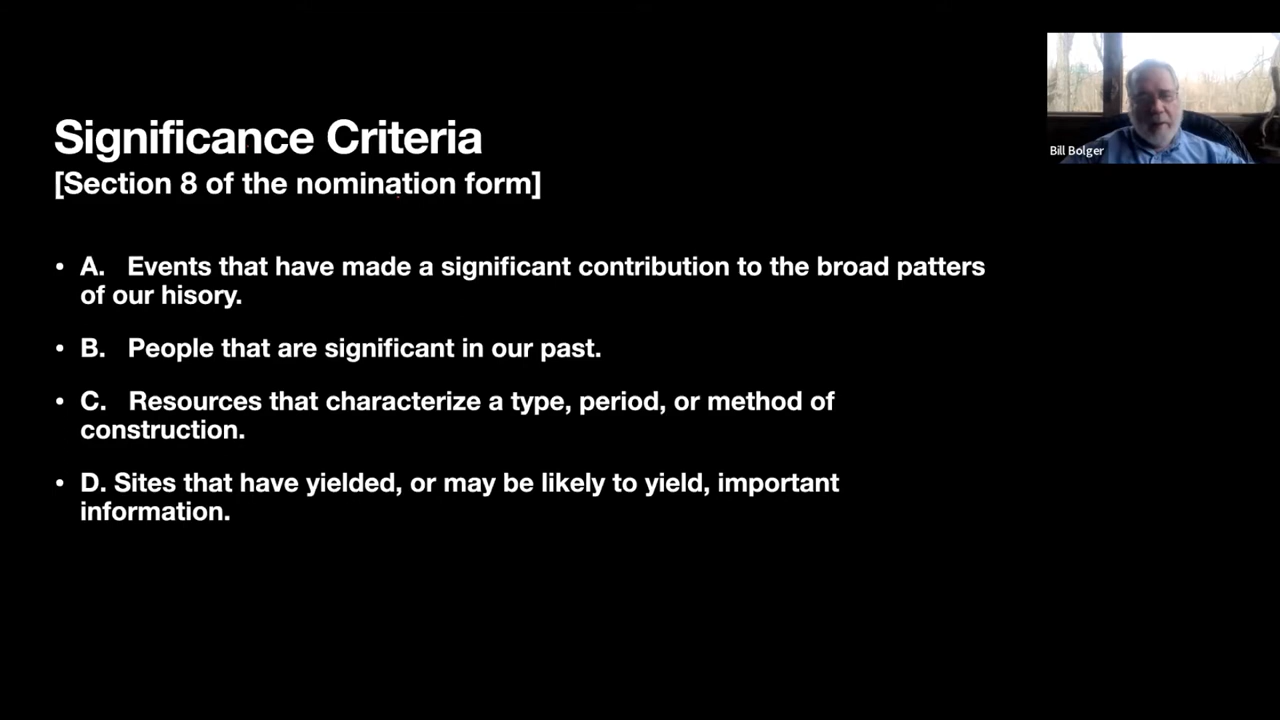 Significance Criteria
[Section 8 of the nomination form]
• A. Events that have made a significant contribution to the broad patters
of our hisory.
• B. People that are significant in our past.
• C. Resources that characterize a type, period, or method of
construction.
• D. Sites that have yielded, or may be likely to yield, important
information.
Bill Bolger